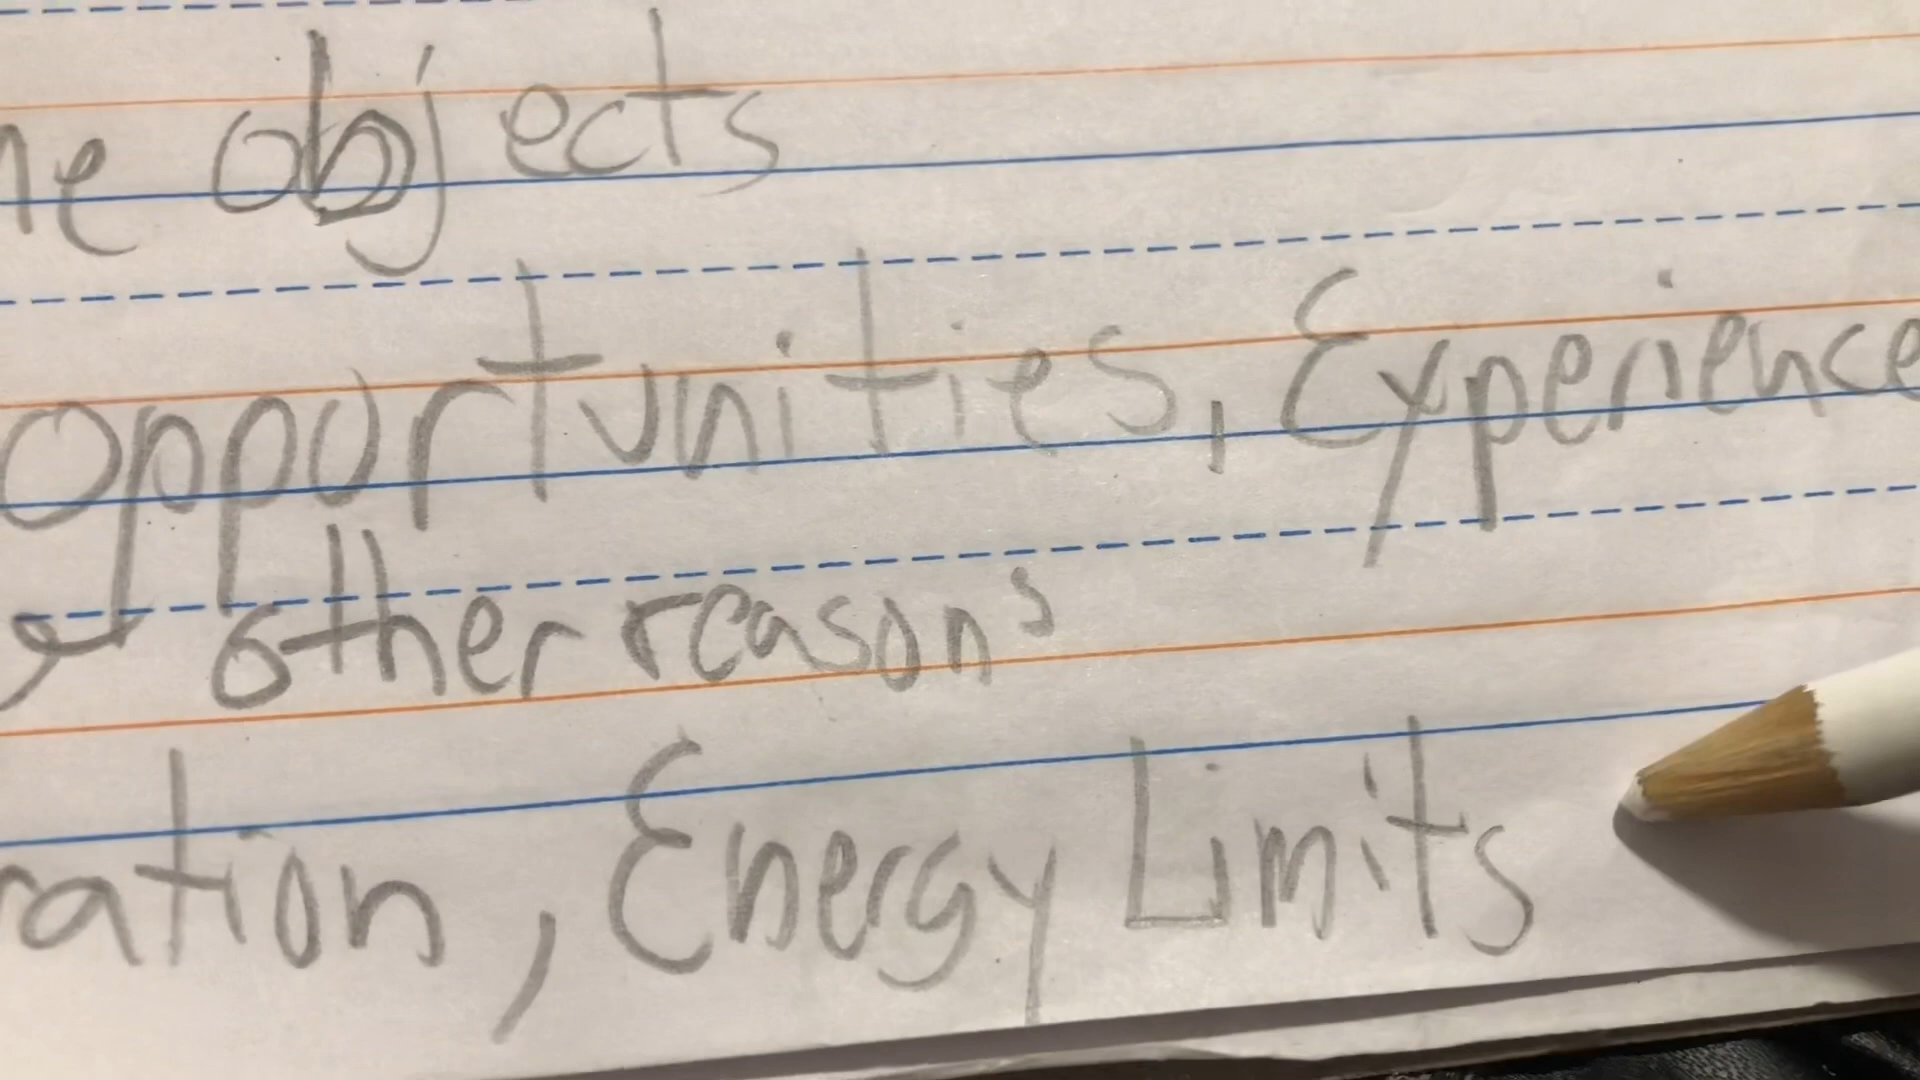 objects
opportunities, Experience
other reasons
ration, Energy Limits